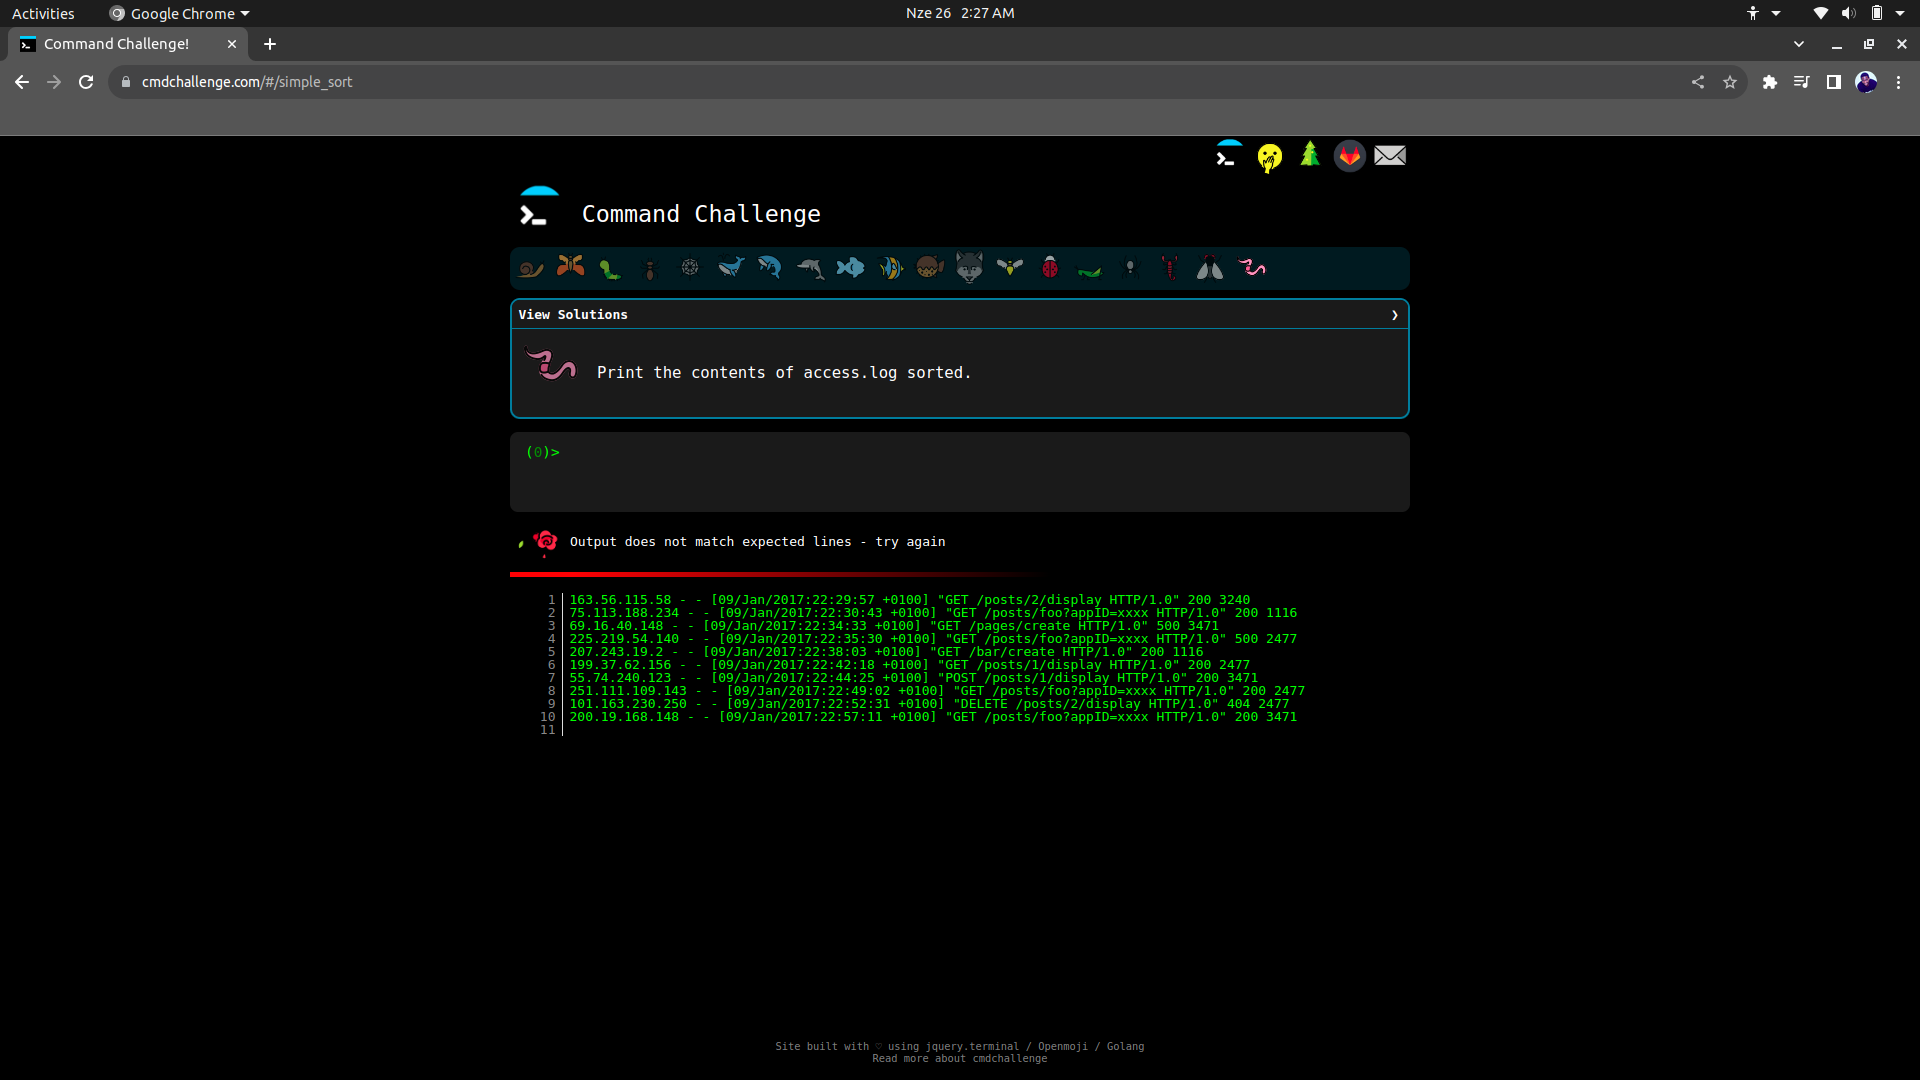 Activities
Google Chrome
Nze 26 2:27 AM
Command Challenge!
cmdchallenge.com/#/simple_sort
Command Challenge
View Solutions
Print the contents of access.log sorted.
(0)>
Output does not match expected lines - try again
1 163.56.115.58 - - [09/Jan/2017:22:29:57 +0100] "GET /posts/2/display HTTP/1.0" 200 3240
2 75.113.188.234 - - [09/Jan/2017:22:30:43 +0100] "GET /posts/foo?appID=xxxx HTTP/1.0" 200 1116
3 69.16.40.148 - - [09/Jan/2017:22:34:33 +0100] "GET /pages/create HTTP/1.0" 500 3471
4 225.219.54.140 - - [09/Jan/2017:22:35:30 +0100] "GET /posts/foo?appID=xxxx HTTP/1.0" 500 2477
5 207.243.19.2 - - [09/Jan/2017:22:38:03 +0100] "GET /bar/create HTTP/1.0" 200 1116
6 199.37.62.156 - - [09/Jan/2017:22:42:18 +0100] "GET /posts/1/display HTTP/1.0" 200 2477
7 55.74.240.123 - - [09/Jan/2017:22:44:25 +0100] "POST /posts/1/display HTTP/1.0" 200 3471
8 251.111.109.143 - - [09/Jan/2017:22:49:02 +0100] "GET /posts/foo?appID=xxxx HTTP/1.0" 200 2477
9 101.163.230.250 - - [09/Jan/2017:22:52:31 +0100] "DELETE /posts/2/display HTTP/1.0" 404 2477
10 200.19.168.148 - - [09/Jan/2017:22:57:11 +0100] "GET /posts/foo?appID=xxxx HTTP/1.0" 200 3471
11
Site built with ♡ using jquery.terminal / Openmoji / Golang
Read more about cmdchallenge